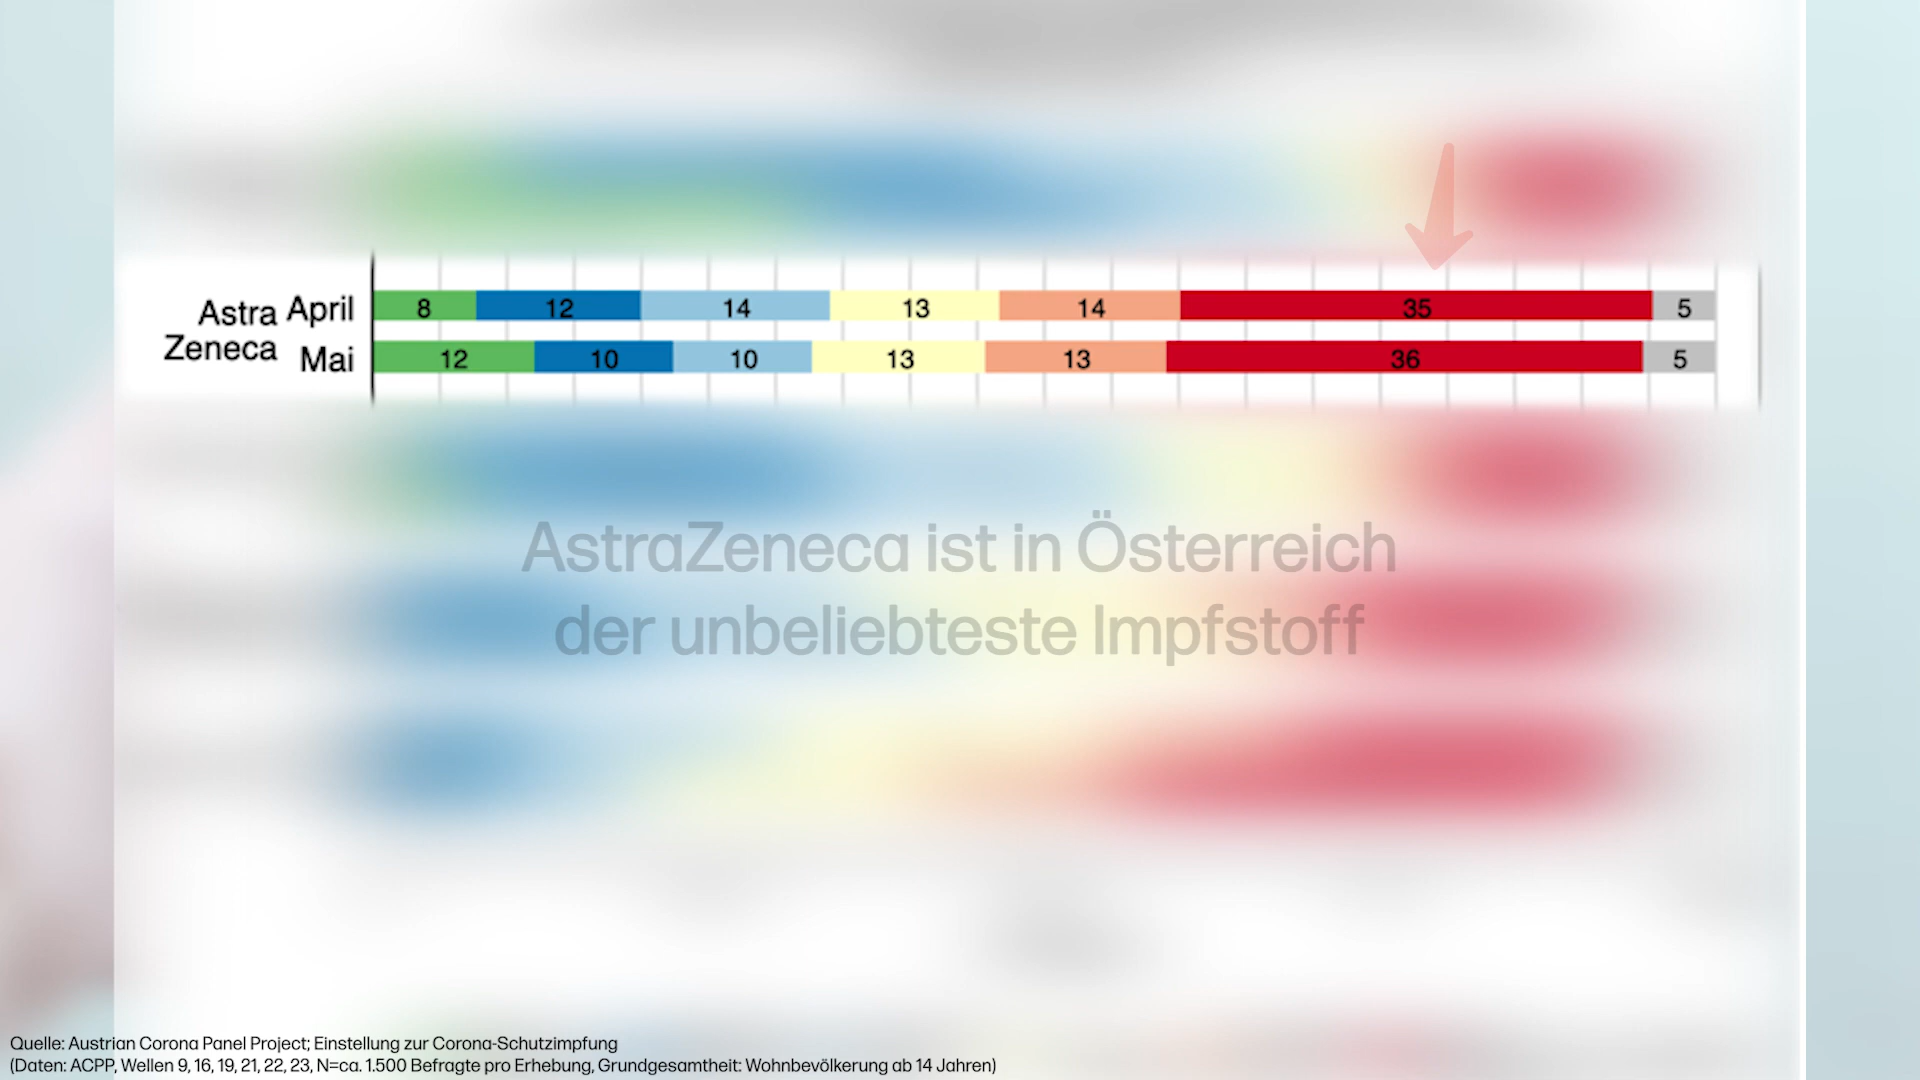 Astra April 8 12 14 13 14 35 5
Zeneca Mai 12 10 10 13 13 36 5
AstraZeneca ist in Österreich
der unbeliebteste Impfstoff
Quelle: Austrian Corona Panel Project; Einstellung zur Corona-Schutzimpfung
(Daten: ACPP, Wellen 9, 16, 19, 21, 22, 23, N=ca. 1.500 Befragte pro Erhebung, Grundgesamtheit: Wohnbevölkerung ab 14 Jahren)